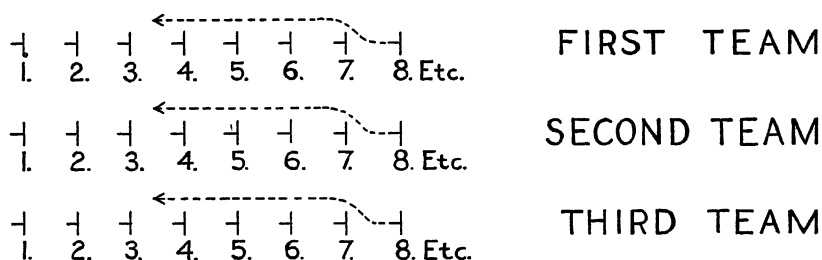 FIRST TEAM
1. 2. 3. 4. 5. 6. 7. 8. Etc.
SECOND TEAM
1. 2. 3. 4. 5. 6. 7. 8. Etc.
THIRD TEAM
1. 2. 3. 4. 5. 6. 7. 8. Etc.